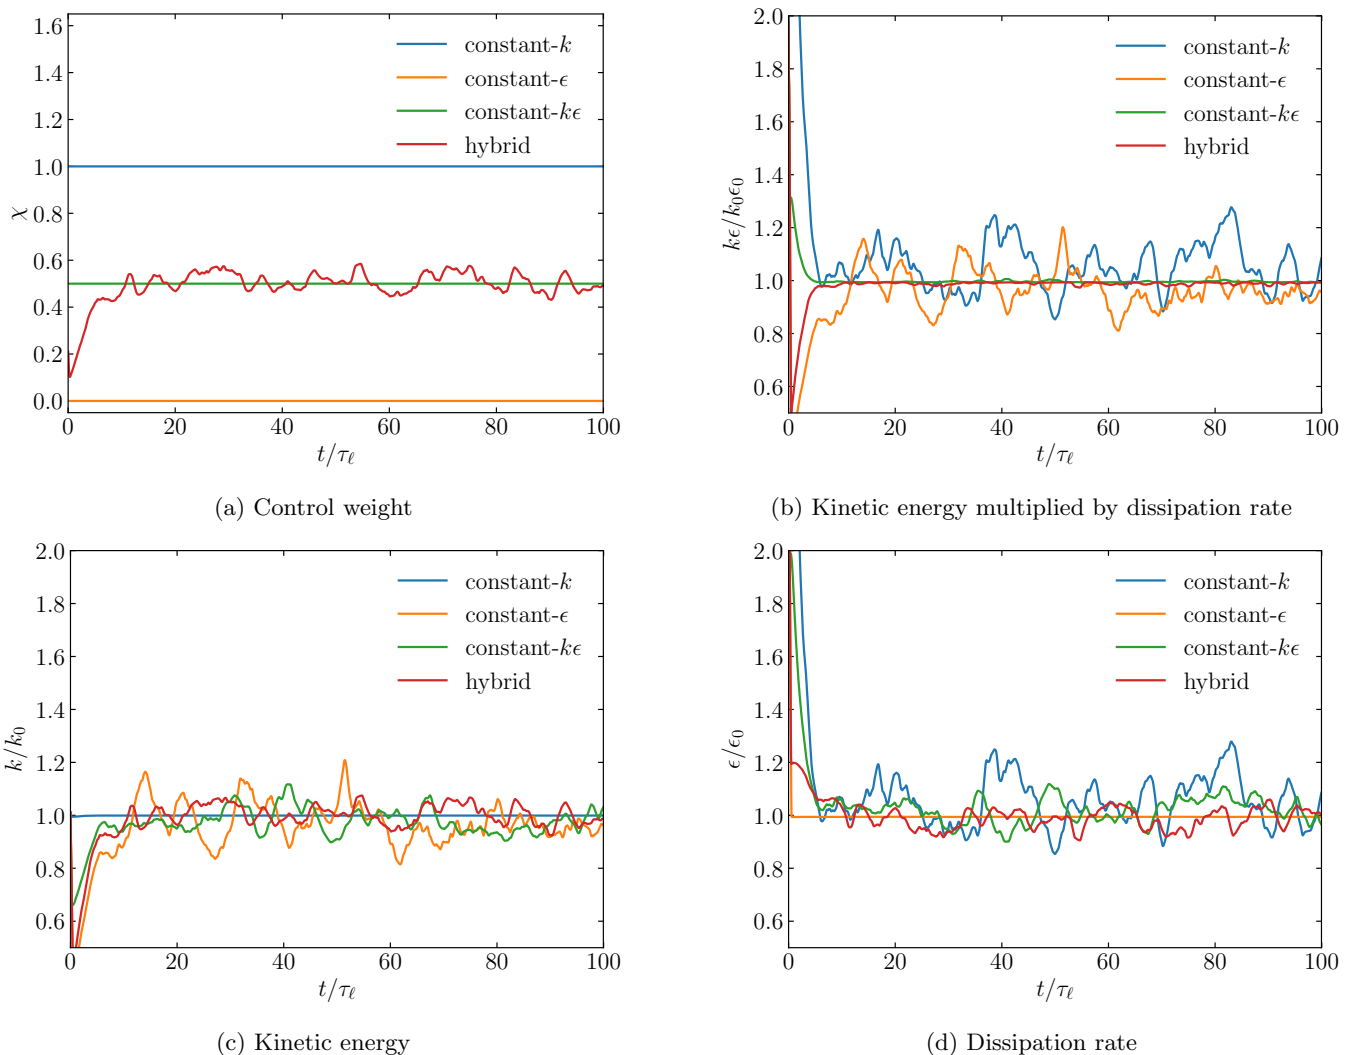 1.6
1.4
1.2
1.0
0.8
0.6
0.4
0.2
0.0
χ
constant-k
constant-ϵ
constant-kϵ
hybrid
0 20 40 60 80 100
t/τℓ
(a) Control weight
2.0
1.8
1.6
1.4
1.2
1.0
0.8
0.6
kϵ/k₀ϵ₀
constant-k
constant-ϵ
constant-kϵ
hybrid
0 20 40 60 80 100
t/τℓ
(b) Kinetic energy multiplied by dissipation rate
2.0
1.8
1.6
1.4
1.2
1.0
0.8
0.6
k/k₀
constant-k
constant-ϵ
constant-kϵ
hybrid
0 20 40 60 80 100
t/τℓ
(c) Kinetic energy
2.0
1.8
1.6
1.4
1.2
1.0
0.8
0.6
ϵ/ϵ₀
constant-k
constant-ϵ
constant-kϵ
hybrid
0 20 40 60 80 100
t/τℓ
(d) Dissipation rate